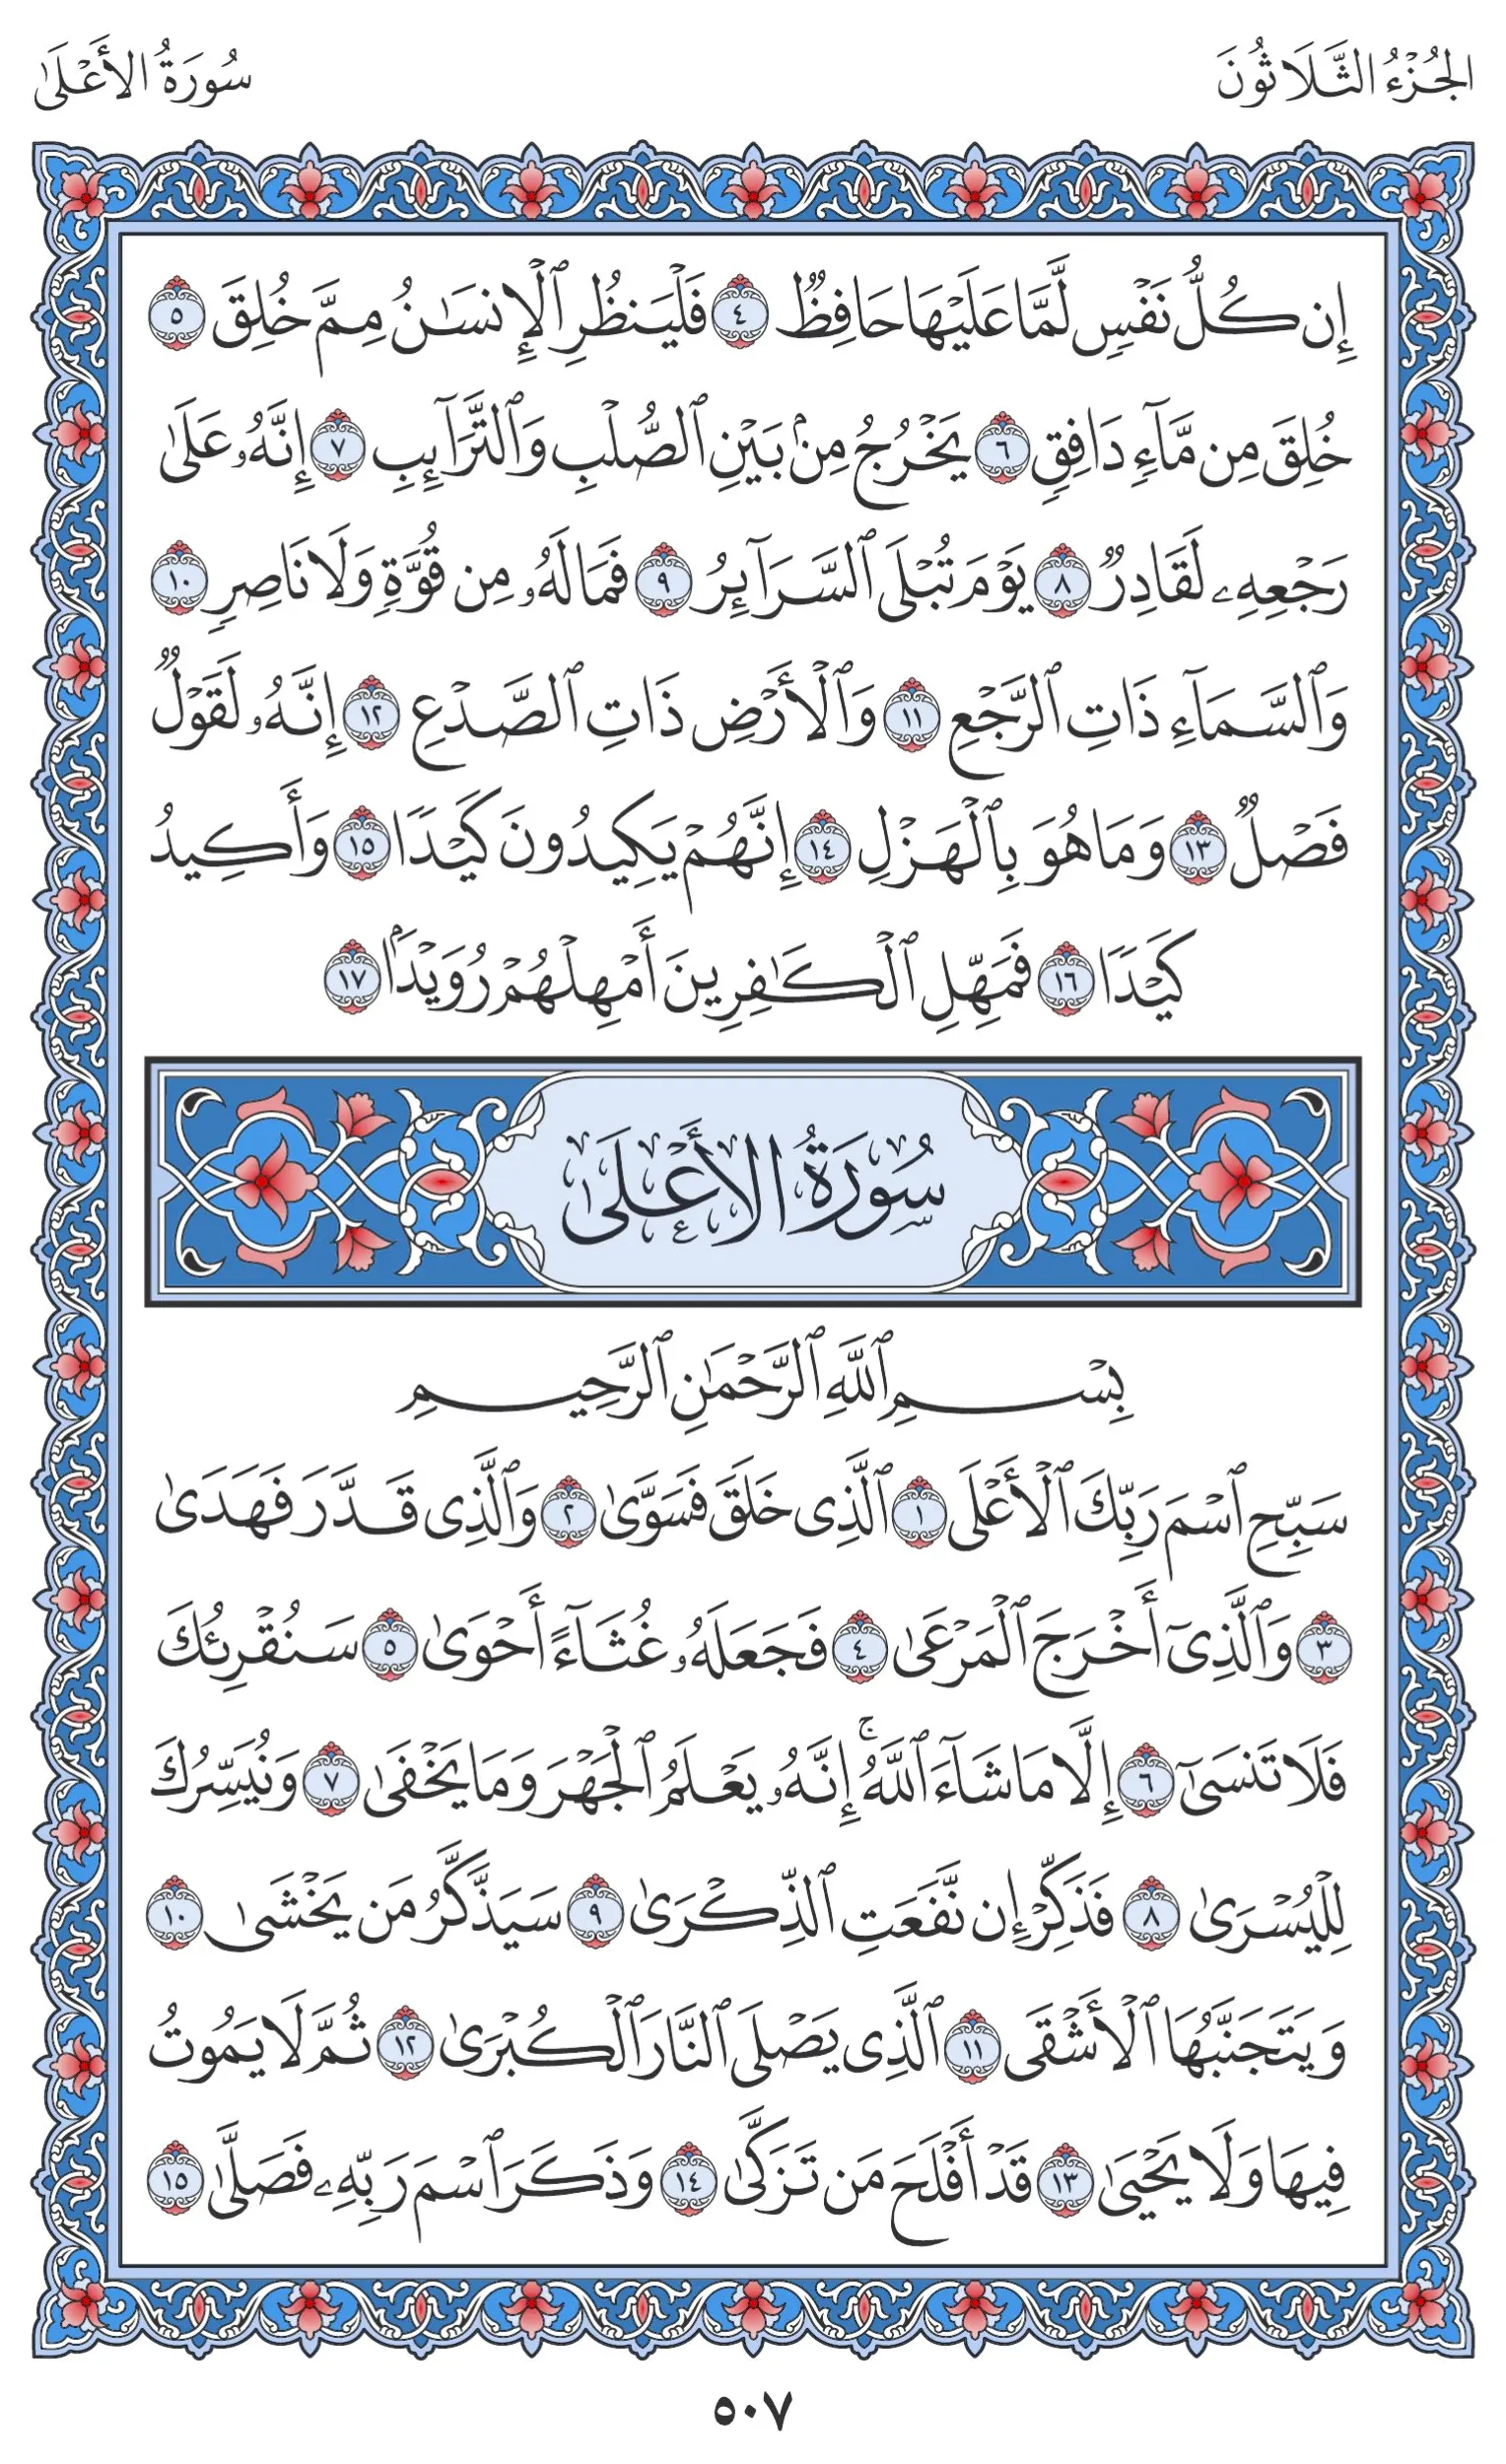 الجُزْءُ الثَّلَاثُونَ
سُورَةُ الأَعْلَىٰ
إِن كُلُّ نَفْسٍ لَّمَّا عَلَيْهَا حَافِظٌ ٤ فَلْيَنظُرِ ٱلْإِنسَٰنُ مِمَّ خُلِقَ ٥
خُلِقَ مِن مَّآءٍ دَافِقٍ ٦ يَخْرُجُ مِنۢ بَيْنِ ٱلصُّلْبِ وَٱلتَّرَآئِبِ ٧ إِنَّهُۥ عَلَىٰ
رَجْعِهِۦ لَقَادِرٌ ٨ يَوْمَ تُبْلَى ٱلسَّرَآئِرُ ٩ فَمَا لَهُۥ مِن قُوَّةٍ وَلَا نَاصِرٍ ١٠
وَٱلسَّمَآءِ ذَاتِ ٱلرَّجْعِ ١١ وَٱلْأَرْضِ ذَاتِ ٱلصَّدْعِ ١٢ إِنَّهُۥ لَقَوْلٌ
فَصْلٌ ١٣ وَمَا هُوَ بِٱلْهَزْلِ ١٤ إِنَّهُمْ يَكِيدُونَ كَيْدًا ١٥ وَأَكِيدُ
كَيْدًا ١٦ فَمَهِّلِ ٱلْكَٰفِرِينَ أَمْهِلْهُمْ رُوَيْدَۢا ١٧
سُورَةُ الأَعْلَىٰ
بِسْمِ ٱللَّهِ ٱلرَّحْمَٰنِ ٱلرَّحِيمِ
سَبِّحِ ٱسْمَ رَبِّكَ ٱلْأَعْلَى ١ ٱلَّذِى خَلَقَ فَسَوَّىٰ ٢ وَٱلَّذِى قَدَّرَ فَهَدَىٰ
٣ وَٱلَّذِىٓ أَخْرَجَ ٱلْمَرْعَىٰ ٤ فَجَعَلَهُۥ غُثَآءً أَحْوَىٰ ٥ سَنُقْرِئُكَ
فَلَا تَنسَىٰٓ ٦ إِلَّا مَا شَآءَ ٱللَّهُ ۚ إِنَّهُۥ يَعْلَمُ ٱلْجَهْرَ وَمَا يَخْفَىٰ ٧ وَنُيَسِّرُكَ
لِلْيُسْرَىٰ ٨ فَذَكِّرْ إِن نَّفَعَتِ ٱلذِّكْرَىٰ ٩ سَيَذَّكَّرُ مَن يَخْشَىٰ ١٠
وَيَتَجَنَّبُهَا ٱلْأَشْقَى ١١ ٱلَّذِى يَصْلَى ٱلنَّارَ ٱلْكُبْرَىٰ ١٢ ثُمَّ لَا يَمُوتُ
فِيهَا وَلَا يَحْيَىٰ ١٣ قَدْ أَفْلَحَ مَن تَزَكَّىٰ ١٤ وَذَكَرَ ٱسْمَ رَبِّهِۦ فَصَلَّىٰ ١٥
٥٠٧